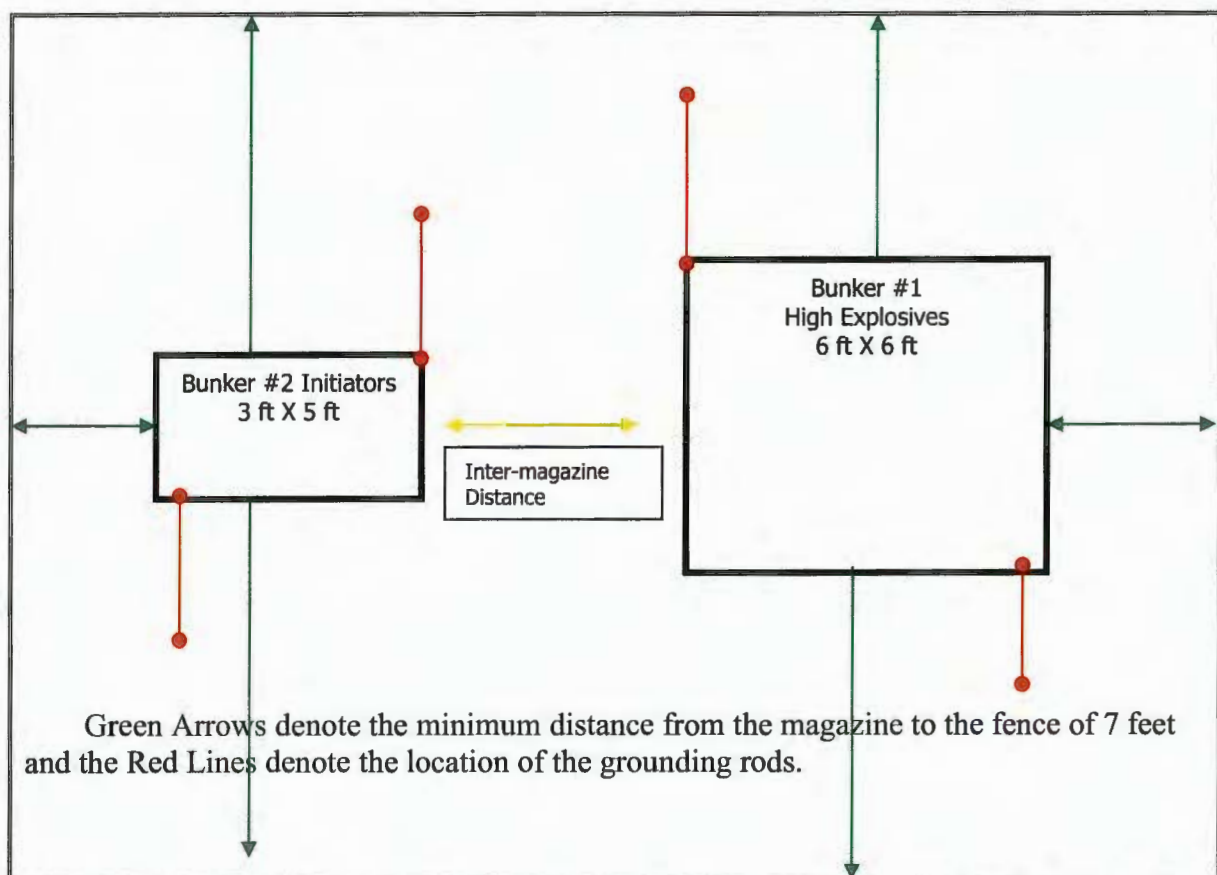 Bunker #1
High Explosives
6 ft X 6 ft
Bunker #2 Initiators
3 ft X 5 ft
Inter-magazine
Distance
Green Arrows denote the minimum distance from the magazine to the fence of 7 feet
and the Red Lines denote the location of the grounding rods.